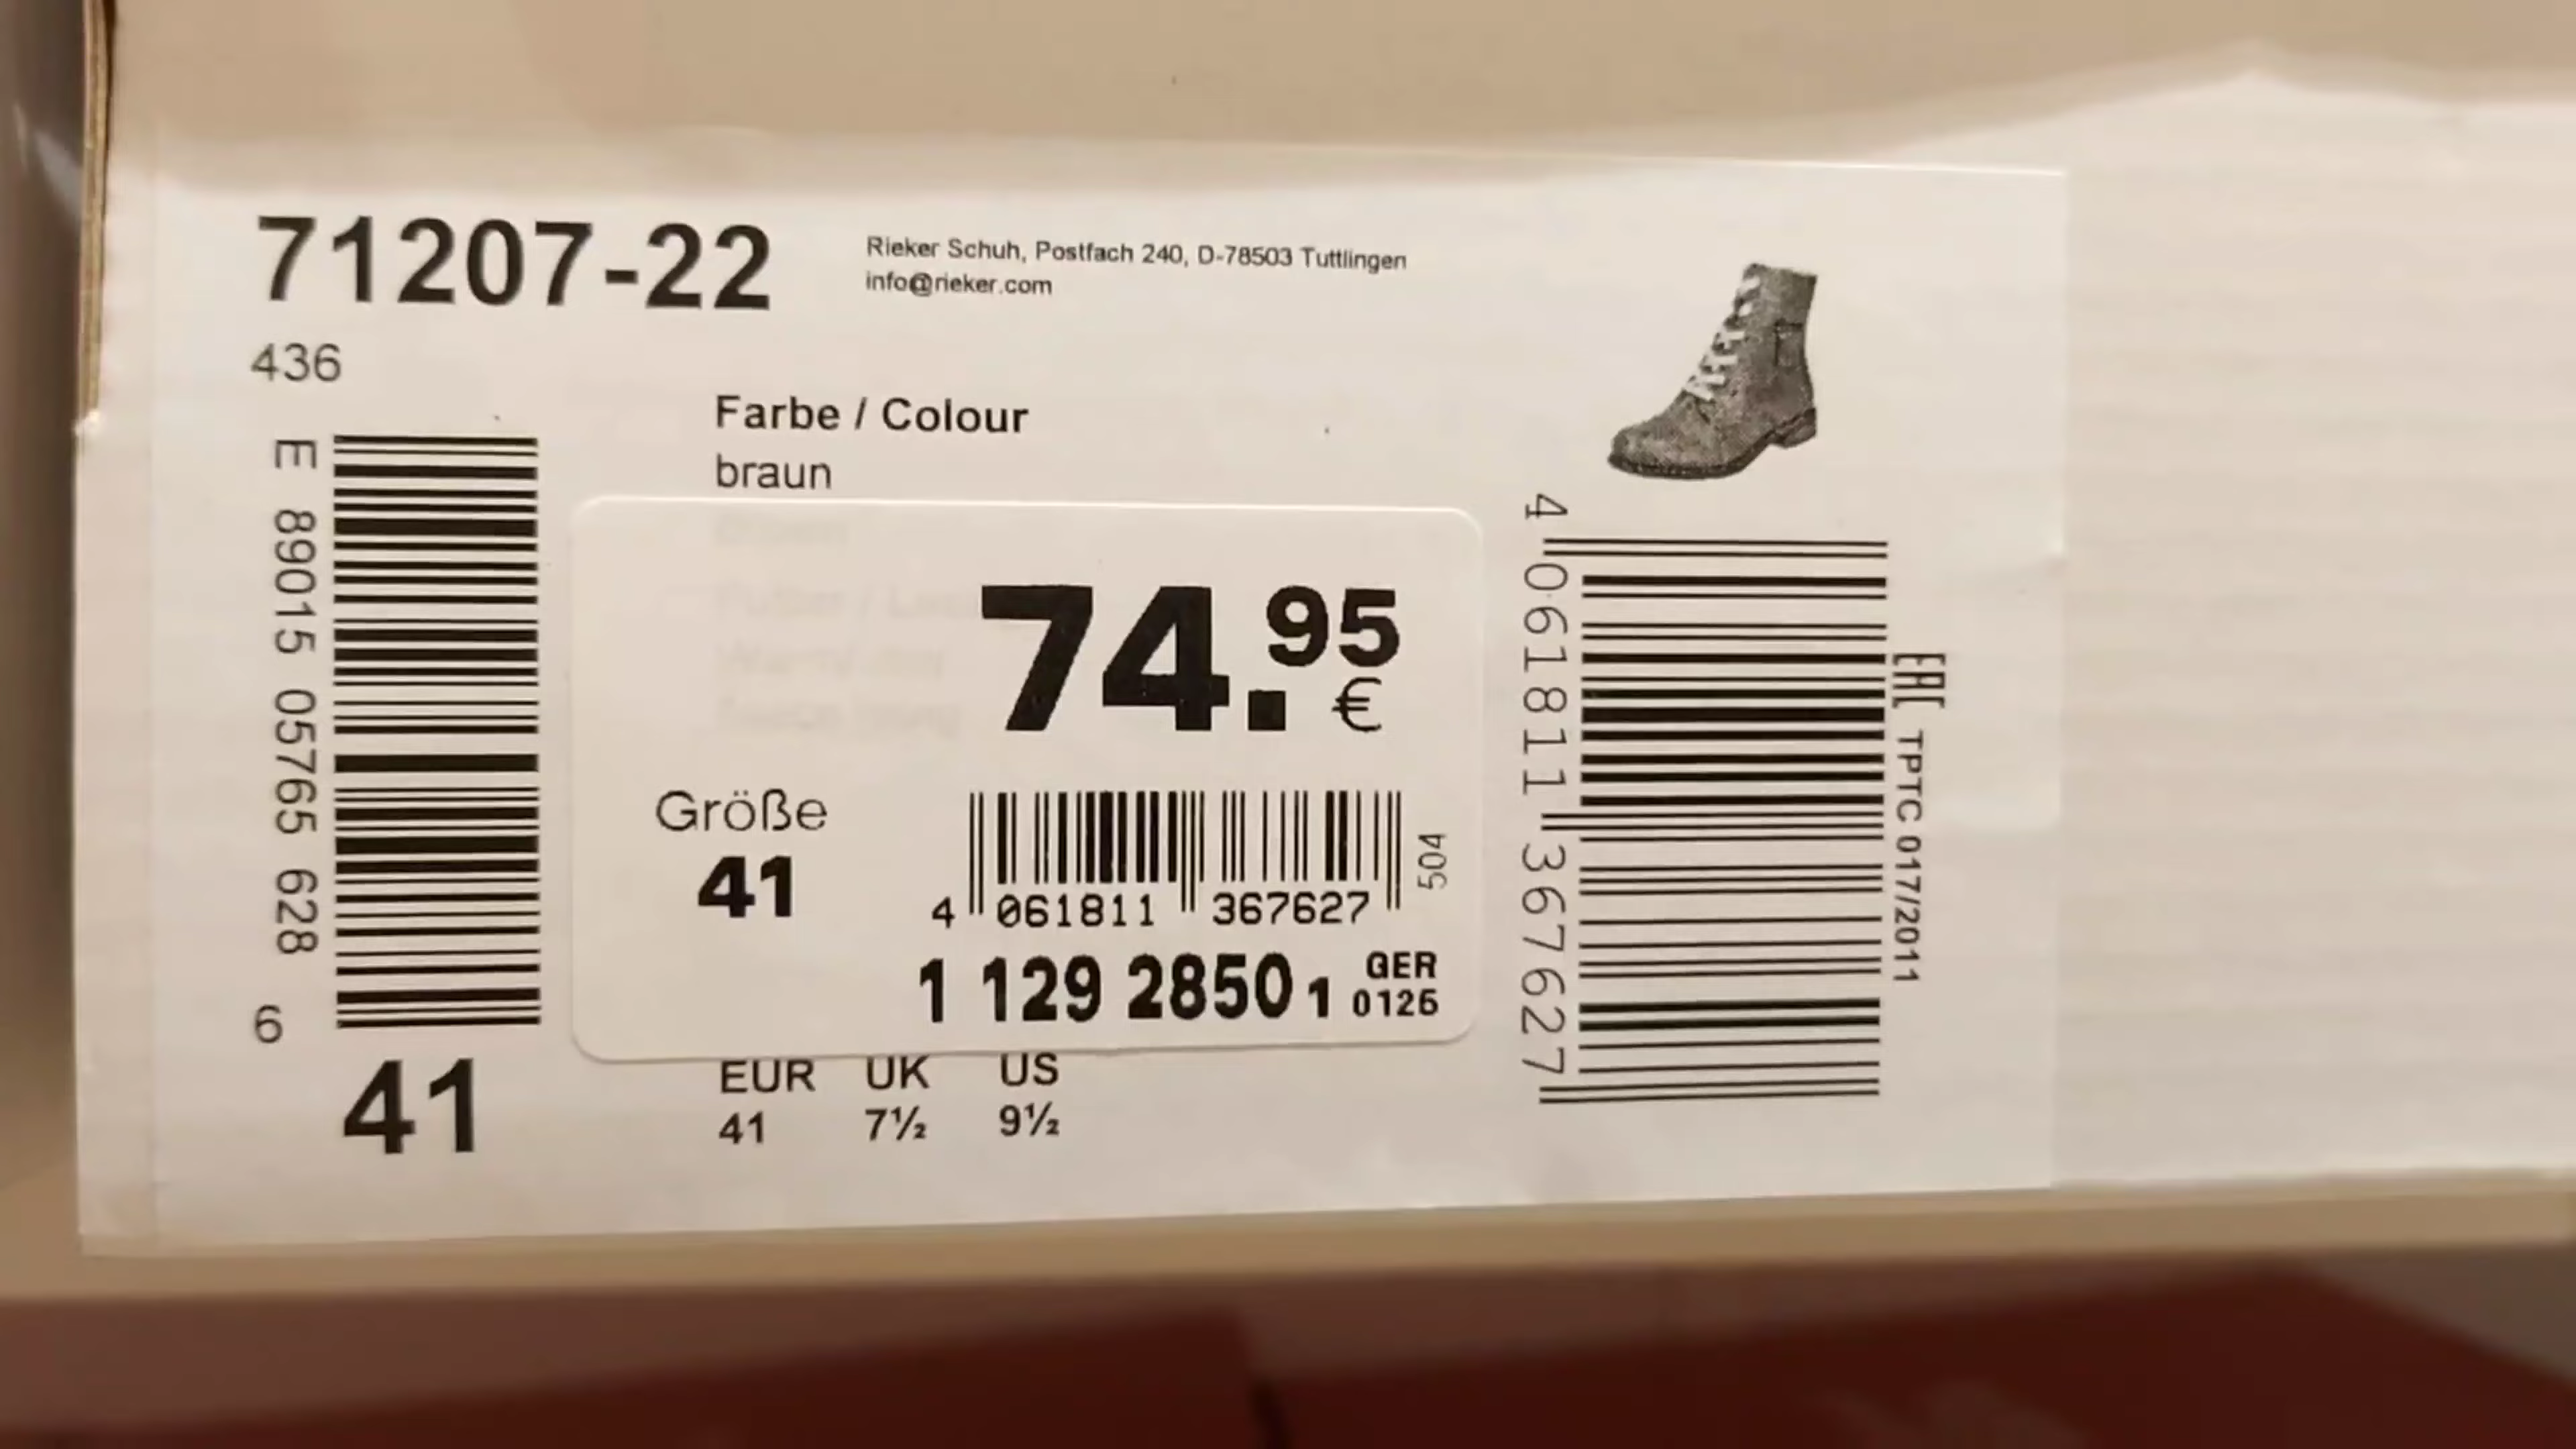 71207-22
Rieker Schuh, Postfach 240, D-78503 Tuttlingen
info@rieker.com
436
Farbe / Colour
braun
E 89015 05765 628 6
74.95 €
Größe
41
4 061811 367627
504
1 129 2850 1 GER 0126
4 061811 367627
EAC TPTC 017/2011
41
EUR UK US
41 7½ 9½